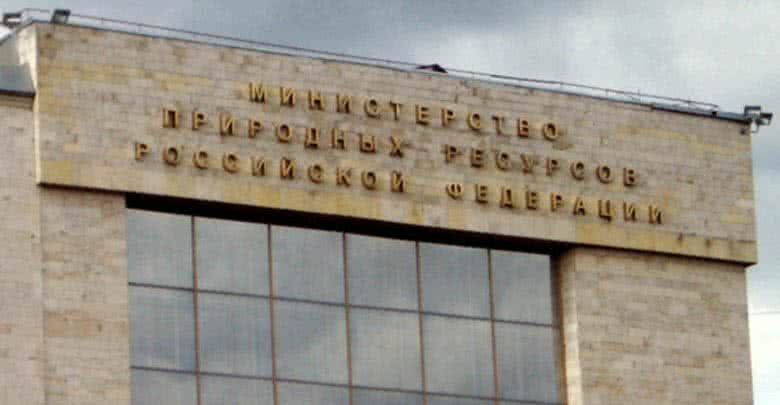 МИНИСТЕРСТВО
ПРИРОДНЫХ РЕСУРСОВ
РОССИЙСКОЙ ФЕДЕРАЦИИ